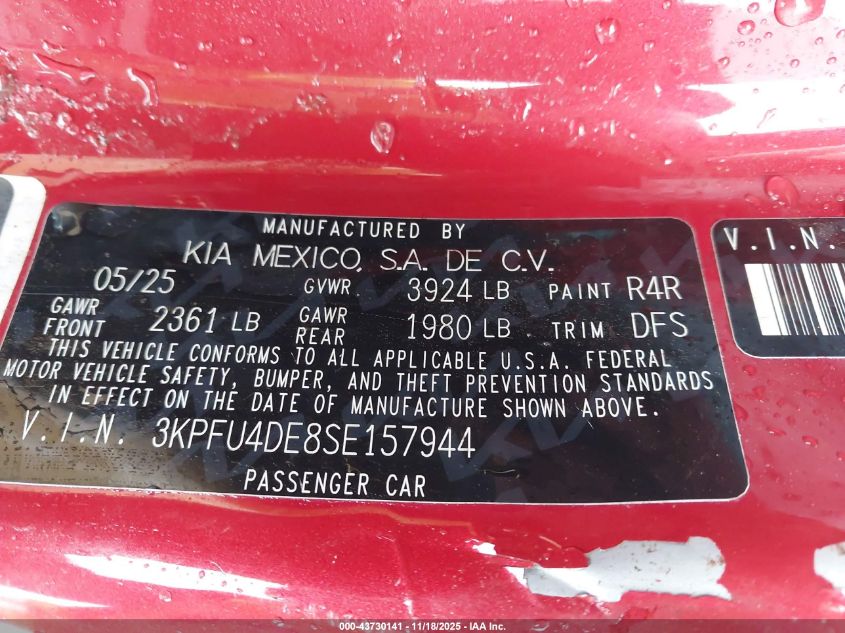 MANUFACTURED BY
KIA MEXICO, S.A. DE C.V.
05/25 GVWR 3924 LB PAINT R4R
GAWR FRONT 2361 LB GAWR REAR 1980 LB TRIM DFS
THIS VEHICLE CONFORMS TO ALL APPLICABLE U.S.A. FEDERAL
MOTOR VEHICLE SAFETY, BUMPER, AND THEFT PREVENTION STANDARDS
IN EFFECT ON THE DATE OF MANUFACTURE SHOWN ABOVE.
V.I.N. 3KPFU4DE8SE157944
PASSENGER CAR
V.I.N.
000-43730141 - 11/18/2025 - IAA Inc.